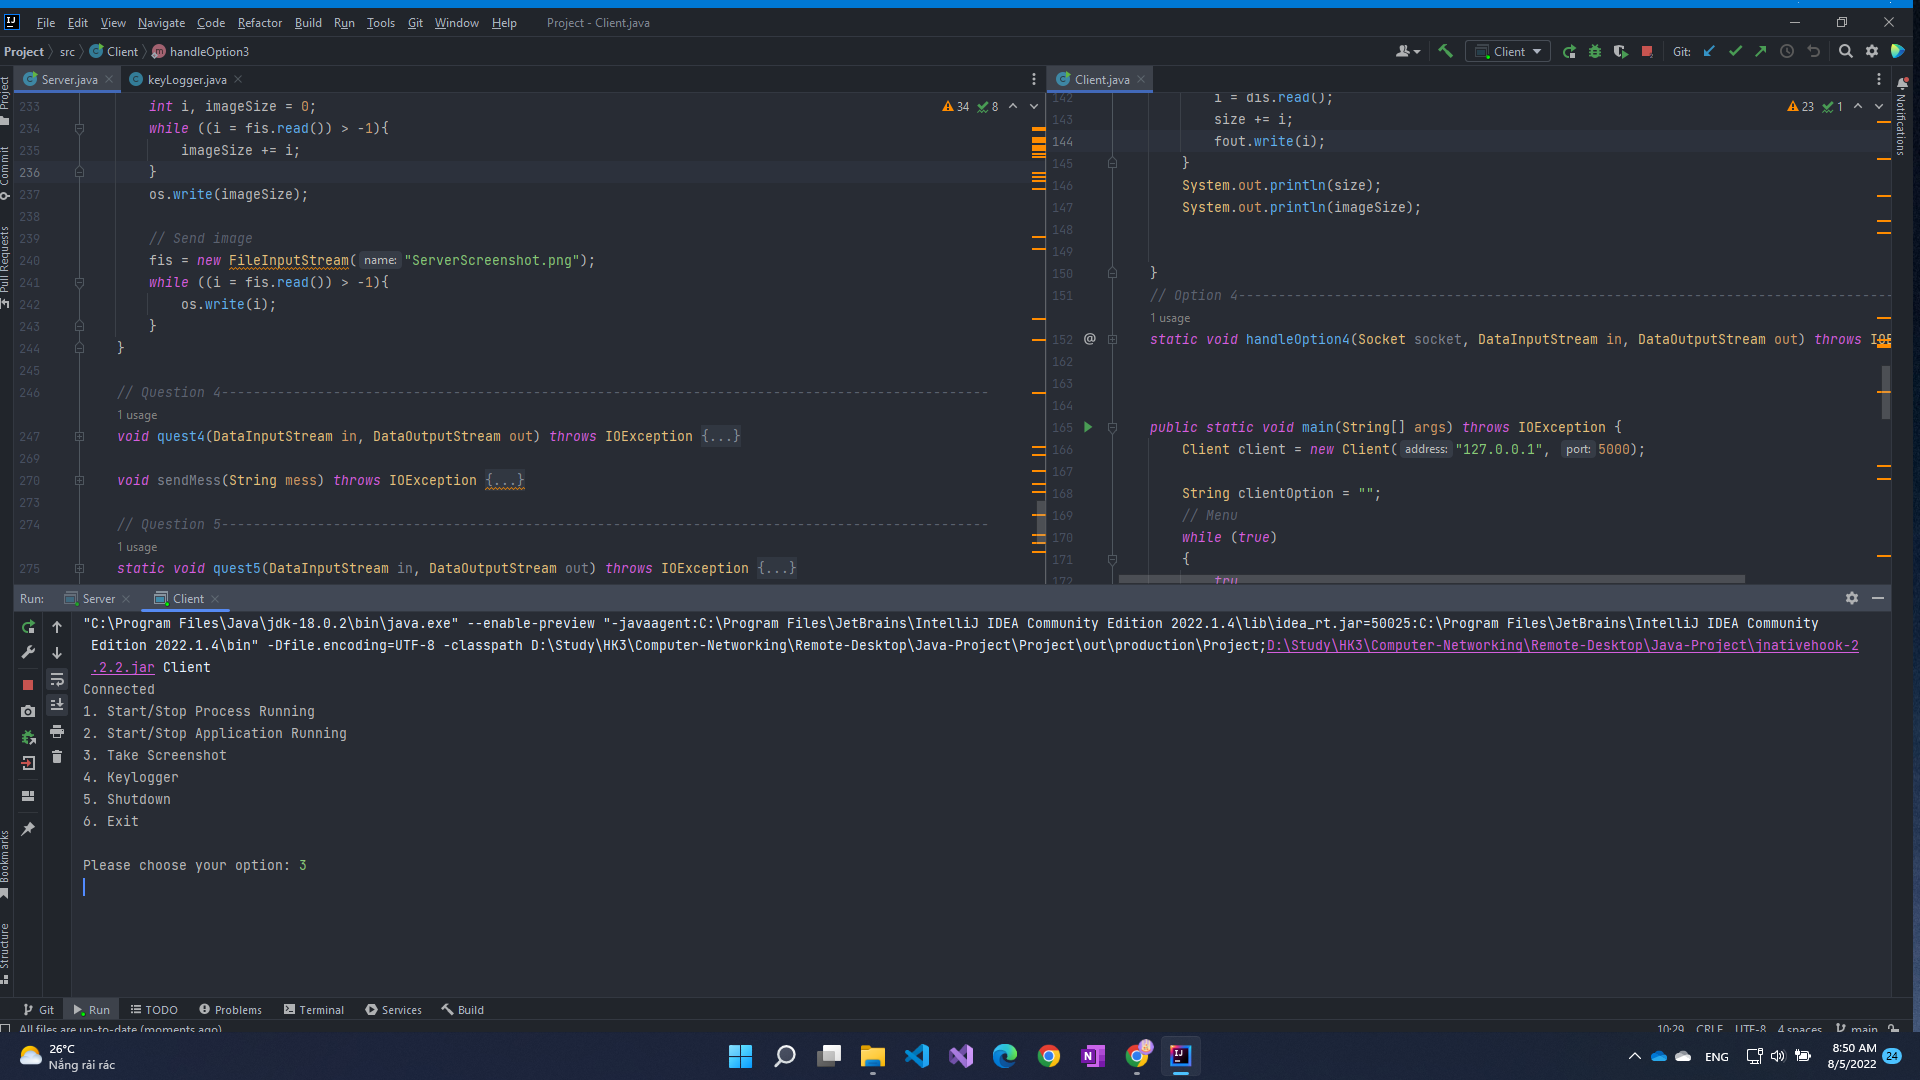 File Edit View Navigate Code Refactor Build Run Tools Git Window Help Project - Client.java
Project src Client handleOption3
Client Git:
Server.java keyLogger.java
Client.java
Project
Commit
Pull Requests
Bookmarks
Structure
Notifications
34 8
233 int i, imageSize = 0;
234 while ((i = fis.read()) > -1){
235 imageSize += i;
236 }
237 os.write(imageSize);
238
239 // Send image
240 fis = new FileInputStream( name: "ServerScreenshot.png");
241 while ((i = fis.read()) > -1){
242 os.write(i);
243 }
244 }
245
246 // Question 4------------------------------------------------------------------------------------------------
1 usage
247 void quest4(DataInputStream in, DataOutputStream out) throws IOException {...}
269
270 void sendMess(String mess) throws IOException {...}
273
274 // Question 5------------------------------------------------------------------------------------------------
1 usage
275 static void quest5(DataInputStream in, DataOutputStream out) throws IOException {...}
23 1
142 i = dis.read();
143 size += i;
144 fout.write(i);
145 }
146 System.out.println(size);
147 System.out.println(imageSize);
148
149
150 }
151 // Option 4----------------------------------------------------------------------------------
1 usage
152 @ static void handleOption4(Socket socket, DataInputStream in, DataOutputStream out) throws IOE
162
163
164
165 public static void main(String[] args) throws IOException {
166 Client client = new Client( address: "127.0.0.1", port: 5000);
167
168 String clientOption = "";
169 // Menu
170 while (true)
171 {
172 try
Run: Server Client
"C:\Program Files\Java\jdk-18.0.2\bin\java.exe" --enable-preview "-javaagent:C:\Program Files\JetBrains\IntelliJ IDEA Community Edition 2022.1.4\lib\idea_rt.jar=50025:C:\Program Files\JetBrains\IntelliJ IDEA Community
Edition 2022.1.4\bin" -Dfile.encoding=UTF-8 -classpath D:\Study\HK3\Computer-Networking\Remote-Desktop\Java-Project\Project\out\production\Project;D:\Study\HK3\Computer-Networking\Remote-Desktop\Java-Project\jnativehook-2
.2.2.jar Client
Connected
1. Start/Stop Process Running
2. Start/Stop Application Running
3. Take Screenshot
4. Keylogger
5. Shutdown
6. Exit
Please choose your option: 3
Git Run TODO Problems Terminal Services Build
All files are up-to-date (moments ago)
10:29 CRLF UTF-8 4 spaces main
26°C
Nắng rải rác
ENG
8:50 AM
8/5/2022
24